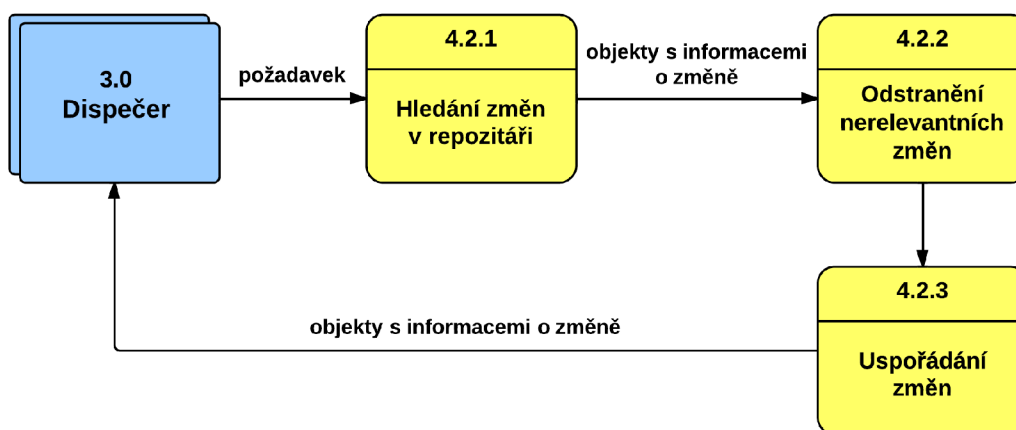 3.0
Dispečer
požadavek
4.2.1
Hledání změn
v repozitáři
objekty s informacemi
o změně
4.2.2
Odstranění
nerelevantních
změn
4.2.3
Uspořádání
změn
objekty s informacemi o změně